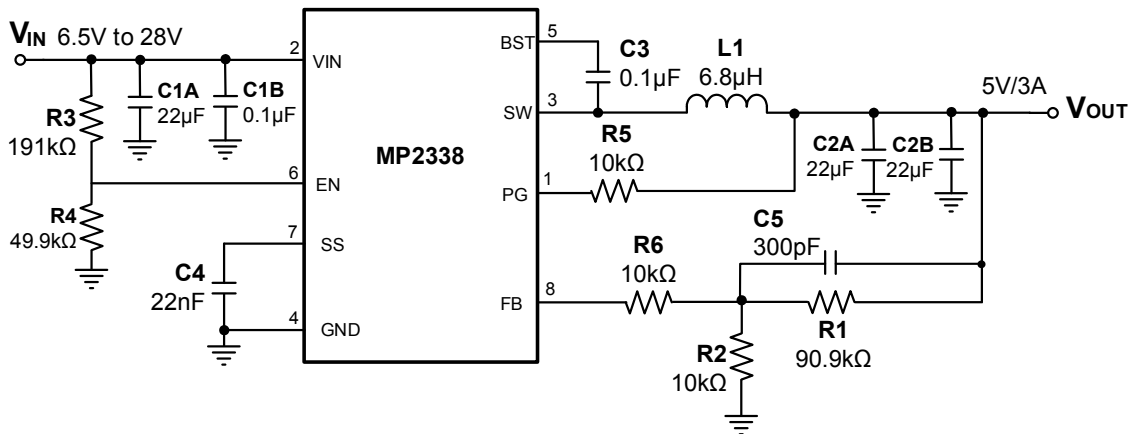 VIN 6.5V to 28V
2
VIN
C1A
22µF
C1B
0.1µF
R3
191kΩ
6
EN
R4
49.9kΩ
7
SS
C4
22nF
4
GND
MP2338
BST
5
C3
0.1µF
L1
6.8µH
SW
3
5V/3A
VOUT
R5
10kΩ
PG
1
C2A
22µF
C2B
22µF
C5
300pF
R6
10kΩ
FB
8
R1
90.9kΩ
R2
10kΩ